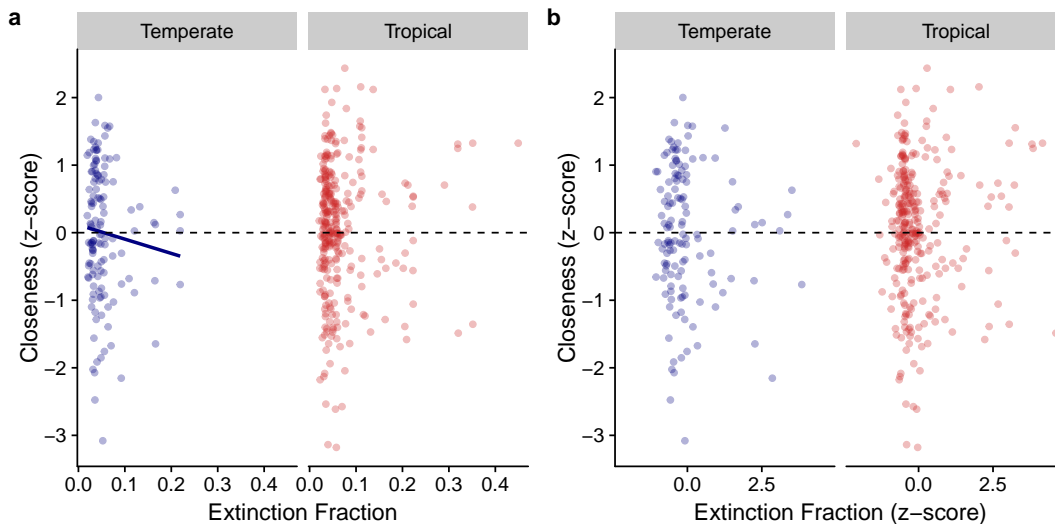 a
b
Temperate
Tropical
Temperate
Tropical
Closeness (z−score)
2
1
0
−1
−2
−3
0.0 0.1 0.2 0.3 0.4
0.0 0.1 0.2 0.3 0.4
Extinction Fraction
Closeness (z−score)
2
1
0
−1
−2
−3
0.0 2.5
0.0 2.5
Extinction Fraction (z−score)